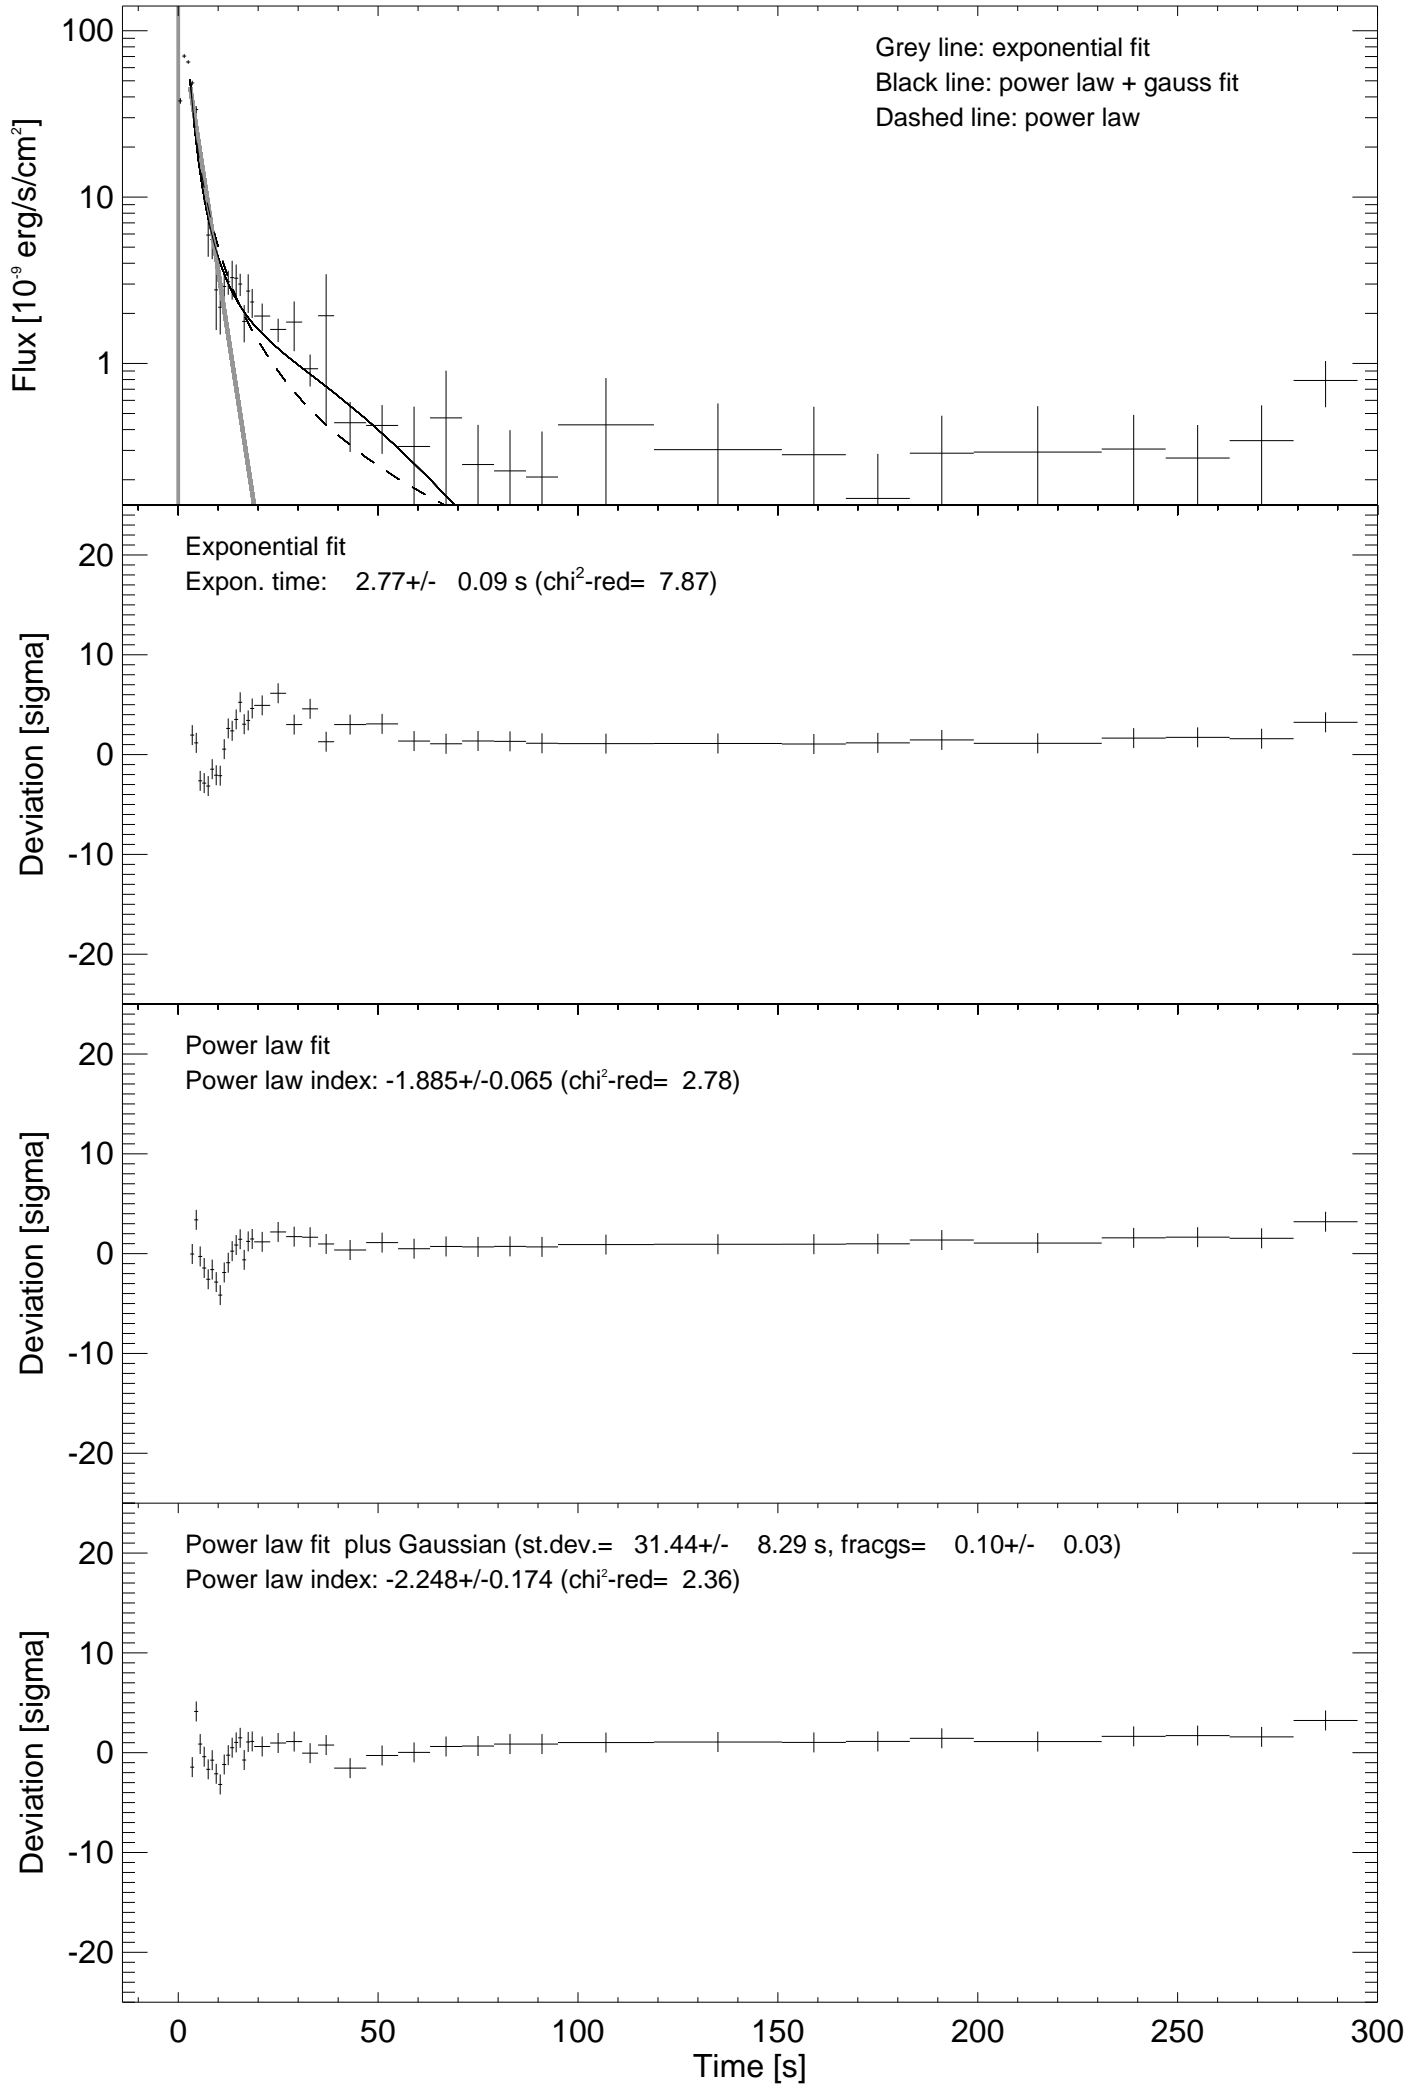 Grey line: exponential fit
Black line: power law + gauss fit
Dashed line: power law
100
10
1
Flux [10⁻⁹ erg/s/cm²]
Exponential fit
Expon. time: 2.77+/- 0.09 s (chi²-red= 7.87)
20
10
0
-10
-20
Deviation [sigma]
Power law fit
Power law index: -1.885+/-0.065 (chi²-red= 2.78)
20
10
0
-10
-20
Deviation [sigma]
Power law fit plus Gaussian (st.dev.= 31.44+/- 8.29 s, fracgs= 0.10+/- 0.03)
Power law index: -2.248+/-0.174 (chi²-red= 2.36)
20
10
0
-10
-20
Deviation [sigma]
0 50 100 150 200 250 300
Time [s]